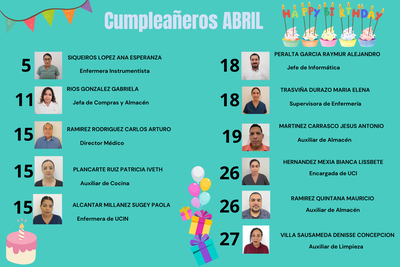 Cumpleañeros ABRIL
HAPPY BIRTHDAY
5
SIQUEIROS LOPEZ ANA ESPERANZA
Enfermera Instrumentista
11
RIOS GONZALEZ GABRIELA
Jefa de Compras y Almacén
15
RAMIREZ RODRIGUEZ CARLOS ARTURO
Director Médico
15
PLANCARTE RUIZ PATRICIA IVETH
Auxiliar de Cocina
15
ALCANTAR MILLANEZ SUGEY PAOLA
Enfermera de UCIN
18
PERALTA GARCIA RAYMUR ALEJANDRO
Jefe de Informática
18
TRASVIÑA DURAZO MARIA ELENA
Supervisora de Enfermería
19
MARTINEZ CARRASCO JESUS ANTONIO
Auxiliar de Almacén
26
HERNANDEZ MEXIA BIANCA LISSBETE
Encargada de UCI
26
RAMIREZ QUINTANA MAURICIO
Auxiliar de Almacén
27
VILLA SAUSAMEDA DENISSE CONCEPCION
Auxiliar de Limpieza